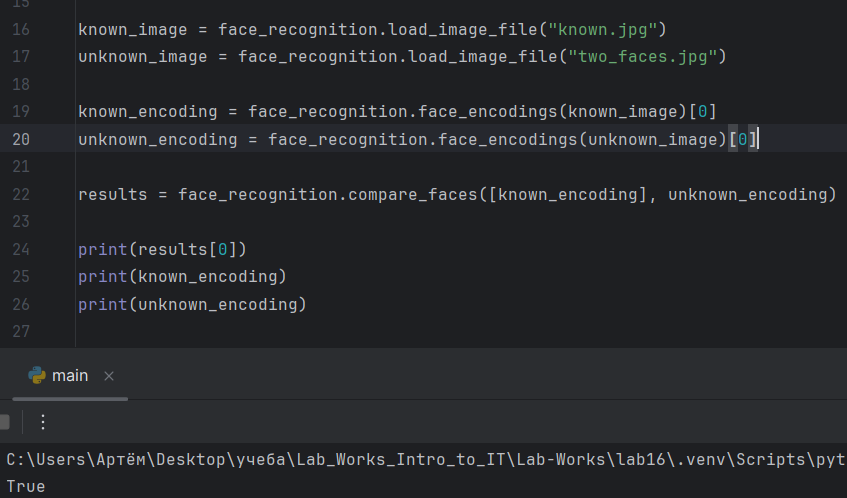 15
16 known_image = face_recognition.load_image_file("known.jpg")
17 unknown_image = face_recognition.load_image_file("two_faces.jpg")
18
19 known_encoding = face_recognition.face_encodings(known_image)[0]
20 unknown_encoding = face_recognition.face_encodings(unknown_image)[0]
21
22 results = face_recognition.compare_faces([known_encoding], unknown_encoding)
23
24 print(results[0])
25 print(known_encoding)
26 print(unknown_encoding)
27
main
C:\Users\Артём\Desktop\учеба\Lab_Works_Intro_to_IT\Lab-Works\lab16\.venv\Scripts\pyt
True